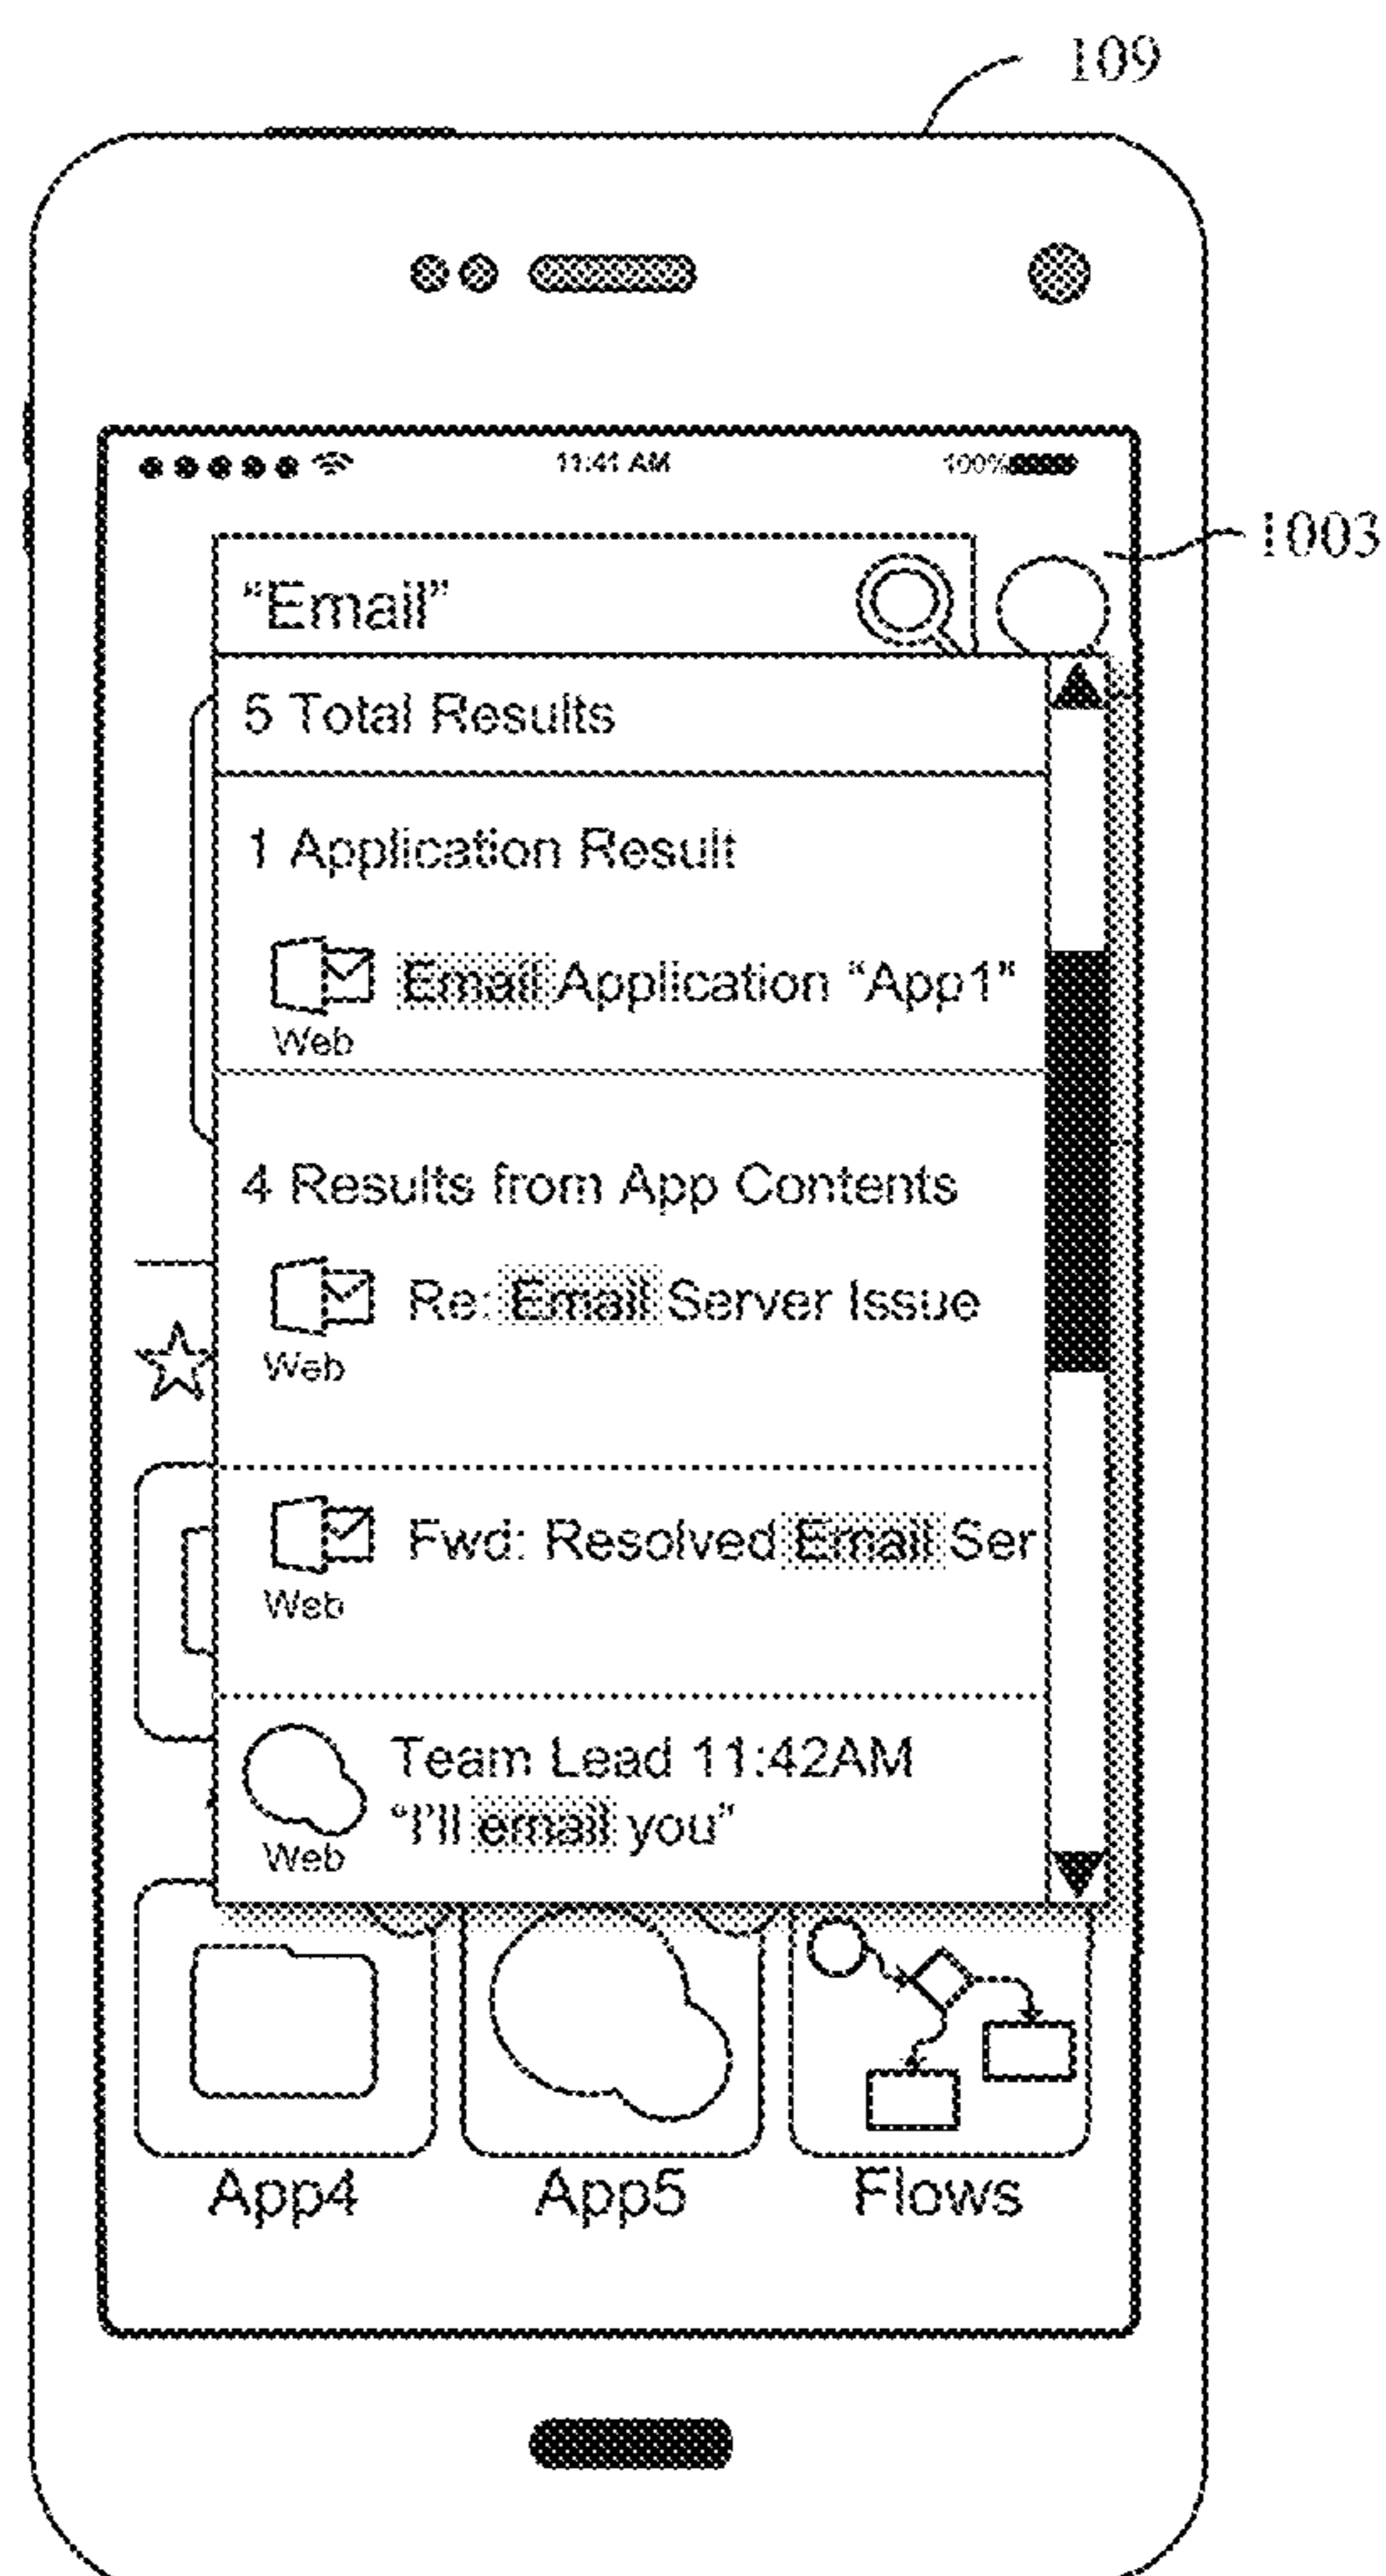 109
11:41 AM
100%
1003
“Email”
5 Total Results
1 Application Result
Email Application “App1”
Web
4 Results from App Contents
Re: Email Server Issue
Web
Fwd: Resolved Email Ser
Web
Team Lead 11:42AM
“I’ll email you”
Web
App4
App5
Flows